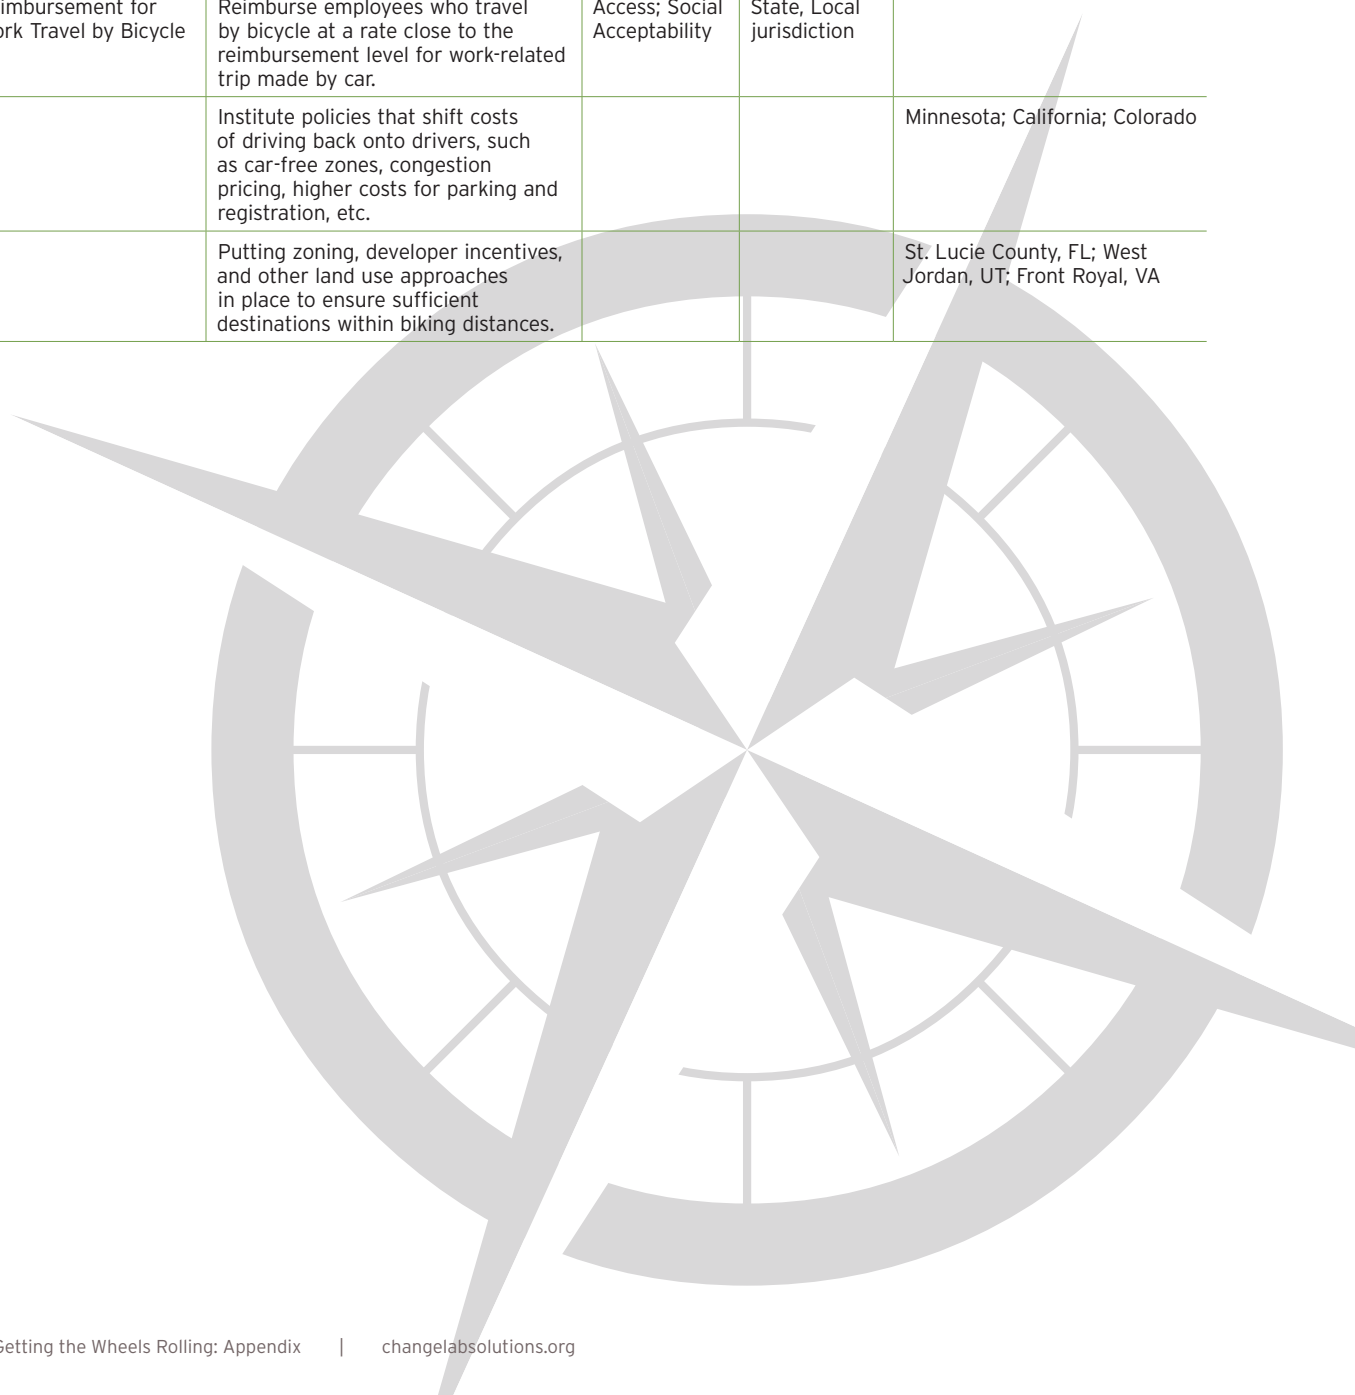 imbursement for
ork Travel by Bicycle
Reimburse employees who travel
by bicycle at a rate close to the
reimbursement level for work-related
trip made by car.
Access; Social
Acceptability
State, Local
jurisdiction
Institute policies that shift costs
of driving back onto drivers, such
as car-free zones, congestion
pricing, higher costs for parking and
registration, etc.
Minnesota; California; Colorado
Putting zoning, developer incentives,
and other land use approaches
in place to ensure sufficient
destinations within biking distances.
St. Lucie County, FL; West
Jordan, UT; Front Royal, VA
Getting the Wheels Rolling: Appendix | changelabsolutions.org